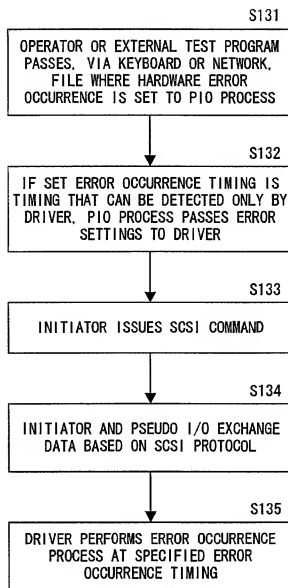 S131
OPERATOR OR EXTERNAL TEST PROGRAM
PASSES, VIA KEYBOARD OR NETWORK,
FILE WHERE HARDWARE ERROR
OCCURRENCE IS SET TO PIO PROCESS
S132
IF SET ERROR OCCURRENCE TIMING IS
TIMING THAT CAN BE DETECTED ONLY BY
DRIVER, PIO PROCESS PASSES ERROR
SETTINGS TO DRIVER
S133
INITIATOR ISSUES SCSI COMMAND
S134
INITIATOR AND PSEUDO I/O EXCHANGE
DATA BASED ON SCSI PROTOCOL
S135
DRIVER PERFORMS ERROR OCCURRENCE
PROCESS AT SPECIFIED ERROR
OCCURRENCE TIMING